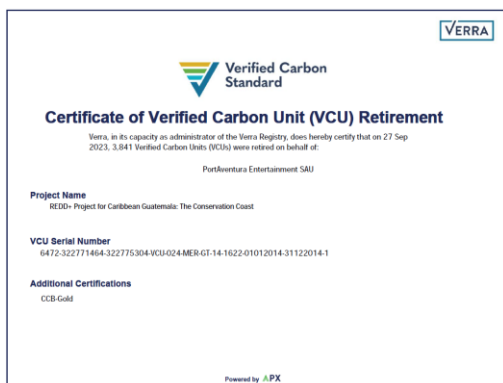 VERRA
Verified Carbon
Standard
Certificate of Verified Carbon Unit (VCU) Retirement
Verra, in its capacity as administrator of the Verra Registry, does hereby certify that on 27 Sep
2023, 3,841 Verified Carbon Units (VCUs) were retired on behalf of:
PortAventura Entertainment SAU
Project Name
REDD+ Project for Caribbean Guatemala: The Conservation Coast
VCU Serial Number
6472-322771464-322775304-VCU-024-MER-GT-14-1622-01012014-31122014-1
Additional Certifications
CCB-Gold
Powered by APX